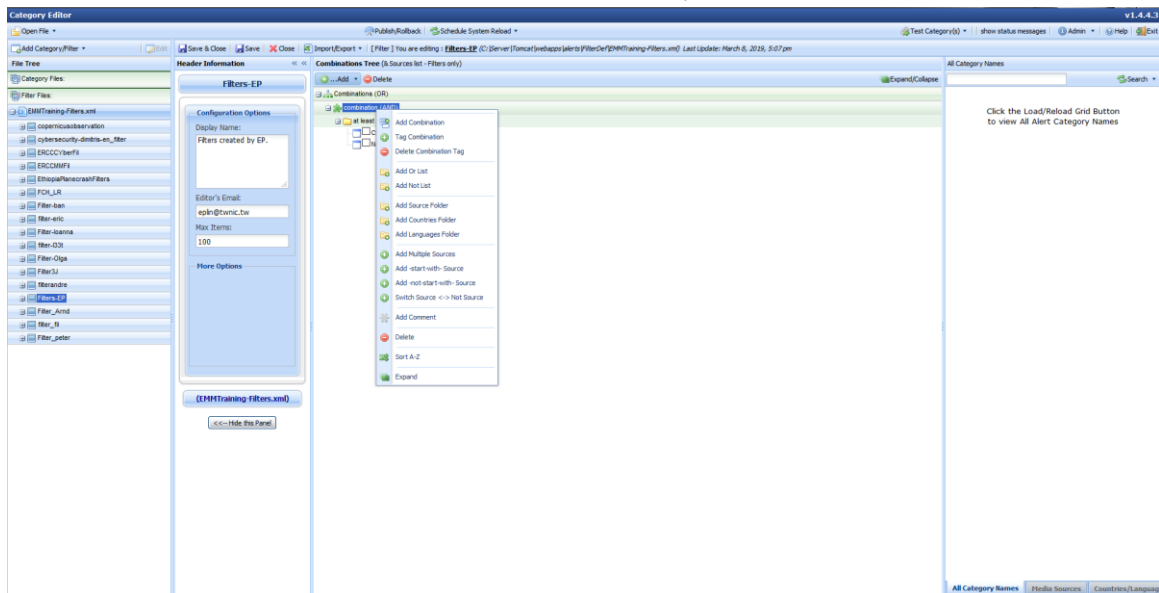 Category Editor v1.4.4.3
Open File Publish/Rollback Schedule System Reload Test Category(s) show status messages Admin Help Exit
Add Category/Filter Edit Save & Close Save Close Import/Export [Filter] You are editing : Filters-EP (C:\Server\Tomcat\webapps\alerts\FilterDef\EMMTraining-Filters.xml) Last Update: March 8, 2019, 5:07 pm
File Tree Header Information Combinations Tree (& Sources list - Filters only) All Category Names
Category Files: Filters-EP ...Add Delete Expand/Collapse Search
Filter Files: Combinations (OR)
EMMTraining-Filters.xml
copernicusobservation
cybersecurity-dimitris-en_filter
ERCCCYberFil
ERCCMMFil
EthiopiaPlanecrashFilters
FCH_LR
Filter-ban
filter-eric
Filter-Ioanna
filter-l33t
Filter-Olga
Filter3J
filterandre
Filters-EP
Filter_Arnd
filter_fil
Filter_peter
Configuration Options
Display Name:
Filters created by EP.
Editor's Email:
eplin@twnic.tw
Max Items:
100
More Options
(EMMTraining-Filters.xml)
<<-- Hide this Panel
combination (AND)
at least
Add Combination
Tag Combination
Delete Combination Tag
Add Or List
Add Not List
Add Source Folder
Add Countries Folder
Add Languages Folder
Add Multiple Sources
Add -start-with- Source
Add -not-start-with- Source
Switch Source <-> Not Source
Add Comment
Delete
Sort A-Z
Expand
Click the Load/Reload Grid Button
to view All Alert Category Names
All Category Names Media Sources Countries/Languag